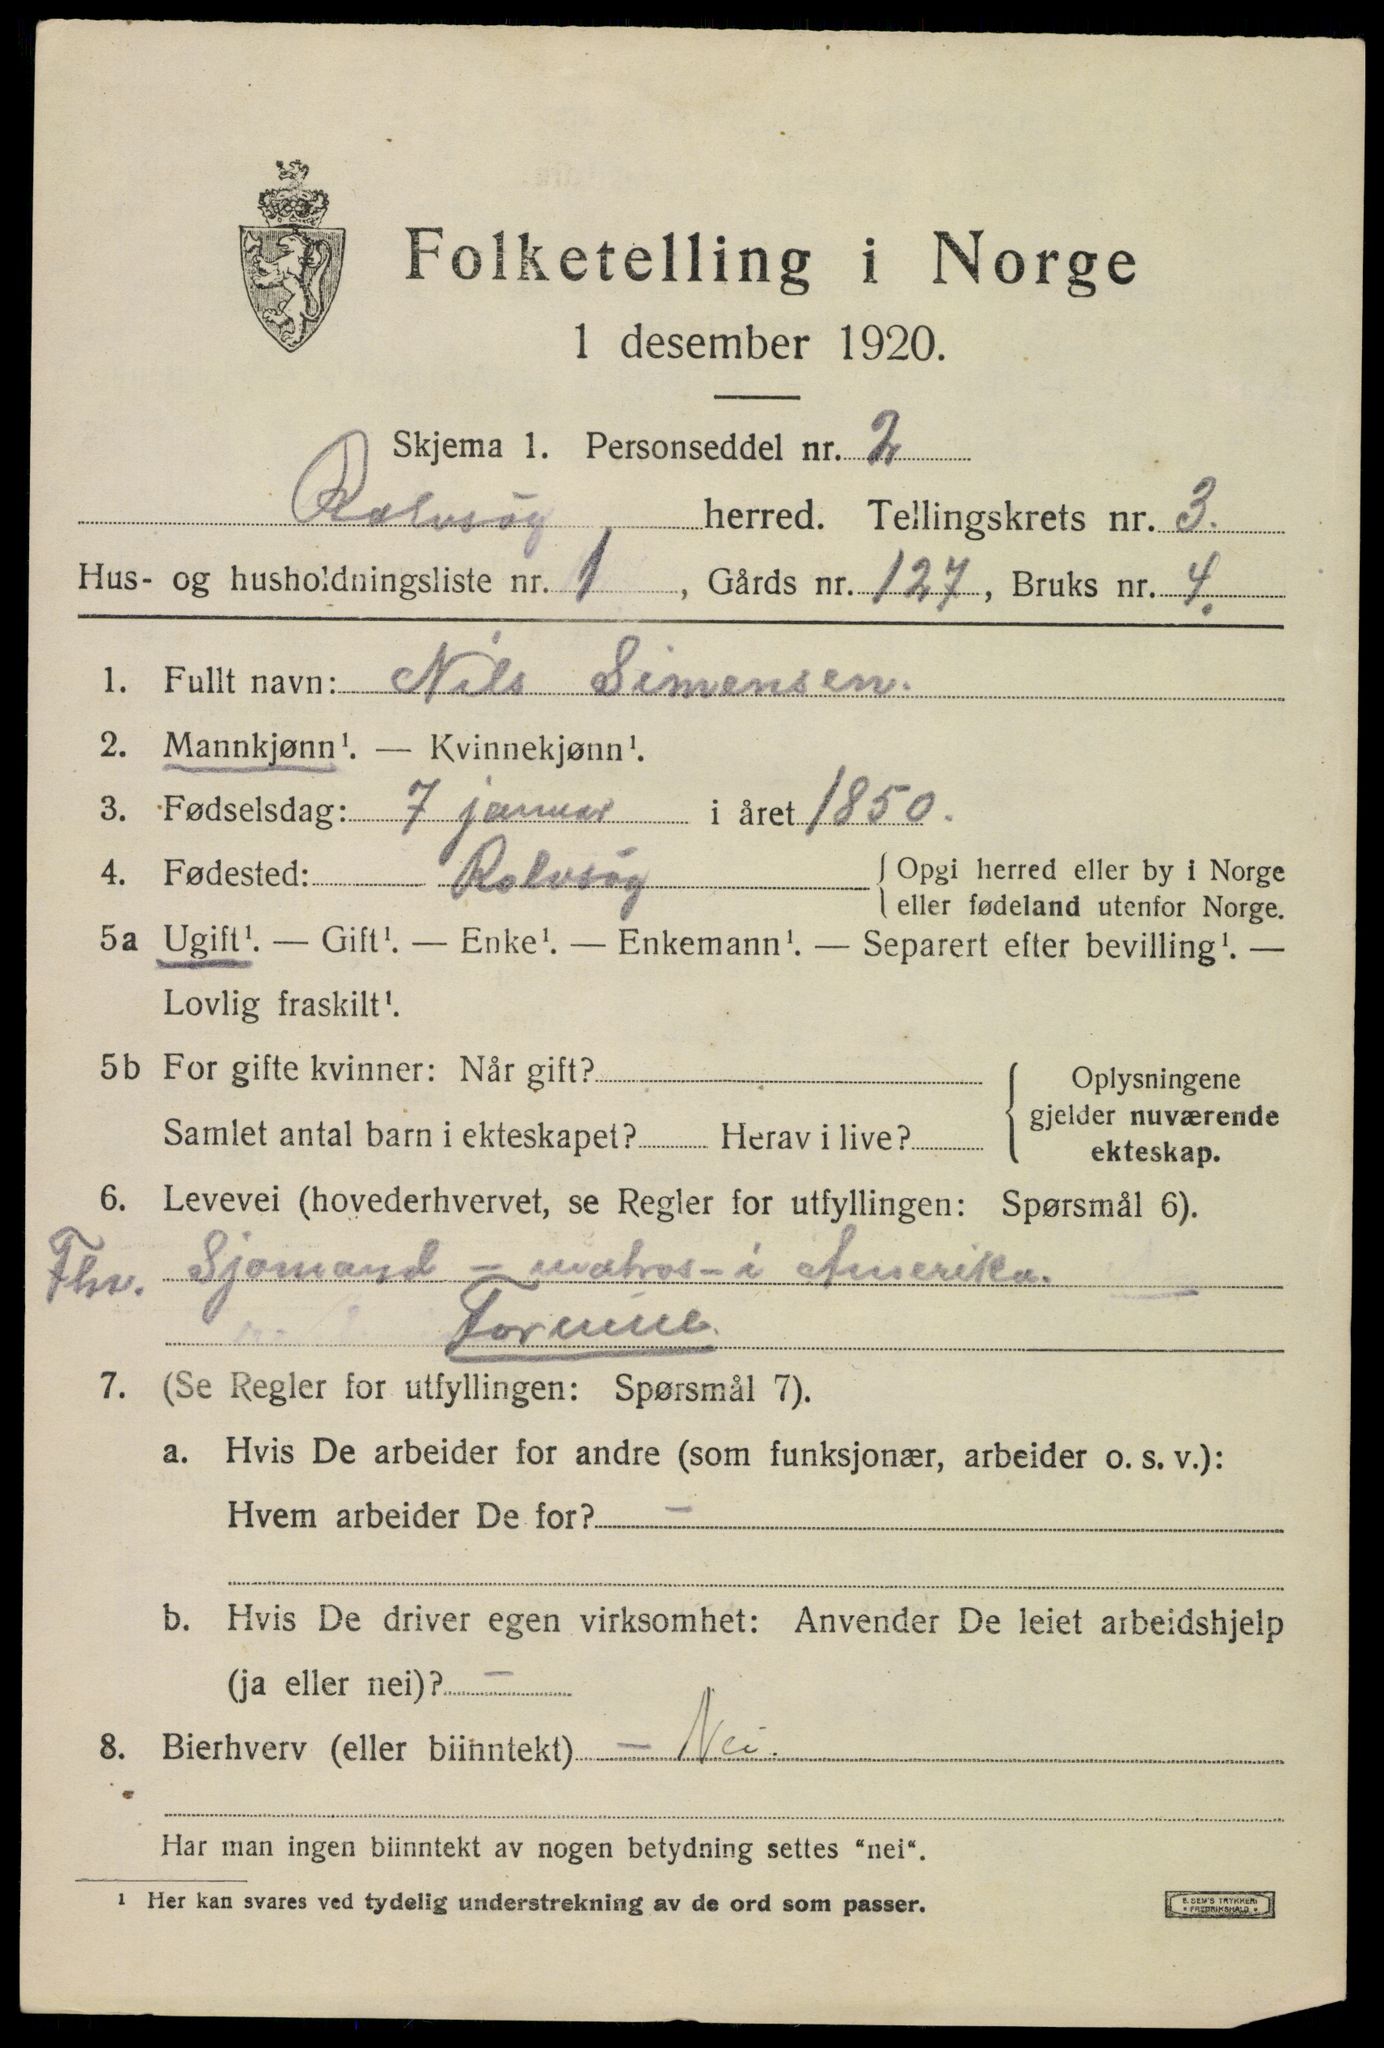 Folketelling i Norge
1 desember 1920.
Skjema 1. Personseddel nr. 2
Rolvsøy herred. Tellingskrets nr. 3.
Hus- og husholdningsliste nr. 1, Gårds nr. 127, Bruks nr. 4.
1. Fullt navn: Nils Simensen.
2. Mannkjønn¹. — Kvinnekjønn¹.
3. Fødselsdag: 7 januar i året 1850.
4. Fødested: Rolvsøy { Opgi herred eller by i Norge
eller fødeland utenfor Norge.
5a Ugift¹. — Gift¹. — Enke¹. — Enkemann¹. — Separert efter bevilling¹. —
Lovlig fraskilt¹.
5b For gifte kvinner: Når gift? { Oplysningene
gjelder nuværende
Samlet antal barn i ekteskapet? Herav i live?
ekteskap.
6. Levevei (hovederhvervet, se Regler for utfyllingen: Spørsmål 6).
Fhv. Sjømand – matros – i Amerika.
7. (Se Regler for utfyllingen: Spørsmål 7).
a. Hvis De arbeider for andre (som funksjonær, arbeider o. s. v.):
Hvem arbeider De for? –
b. Hvis De driver egen virksomhet: Anvender De leiet arbeidshjelp
(ja eller nei)? –
8. Bierhverv (eller biinntekt) – Nei.
Har man ingen biinntekt av nogen betydning settes “nei“.
¹ Her kan svares ved tydelig understrekning av de ord som passer.
E. SEM'S TRYKKERI
• FREDRIKSHALD •